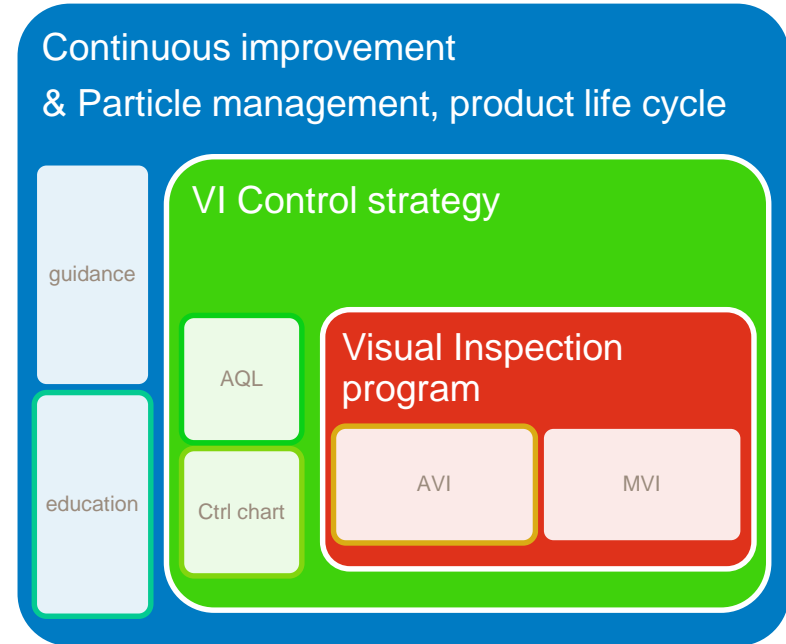 Continuous improvement
& Particle management, product life cycle
guidance
education
VI Control strategy
AQL
Ctrl chart
Visual Inspection
program
AVI
MVI